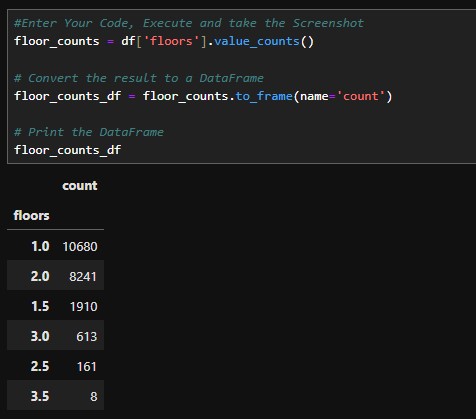 #Enter Your Code, Execute and take the Screenshot
floor_counts = df['floors'].value_counts()
# Convert the result to a DataFrame
floor_counts_df = floor_counts.to_frame(name='count')
# Print the DataFrame
floor_counts_df
count
floors
1.0 10680
2.0 8241
1.5 1910
3.0 613
2.5 161
3.5 8